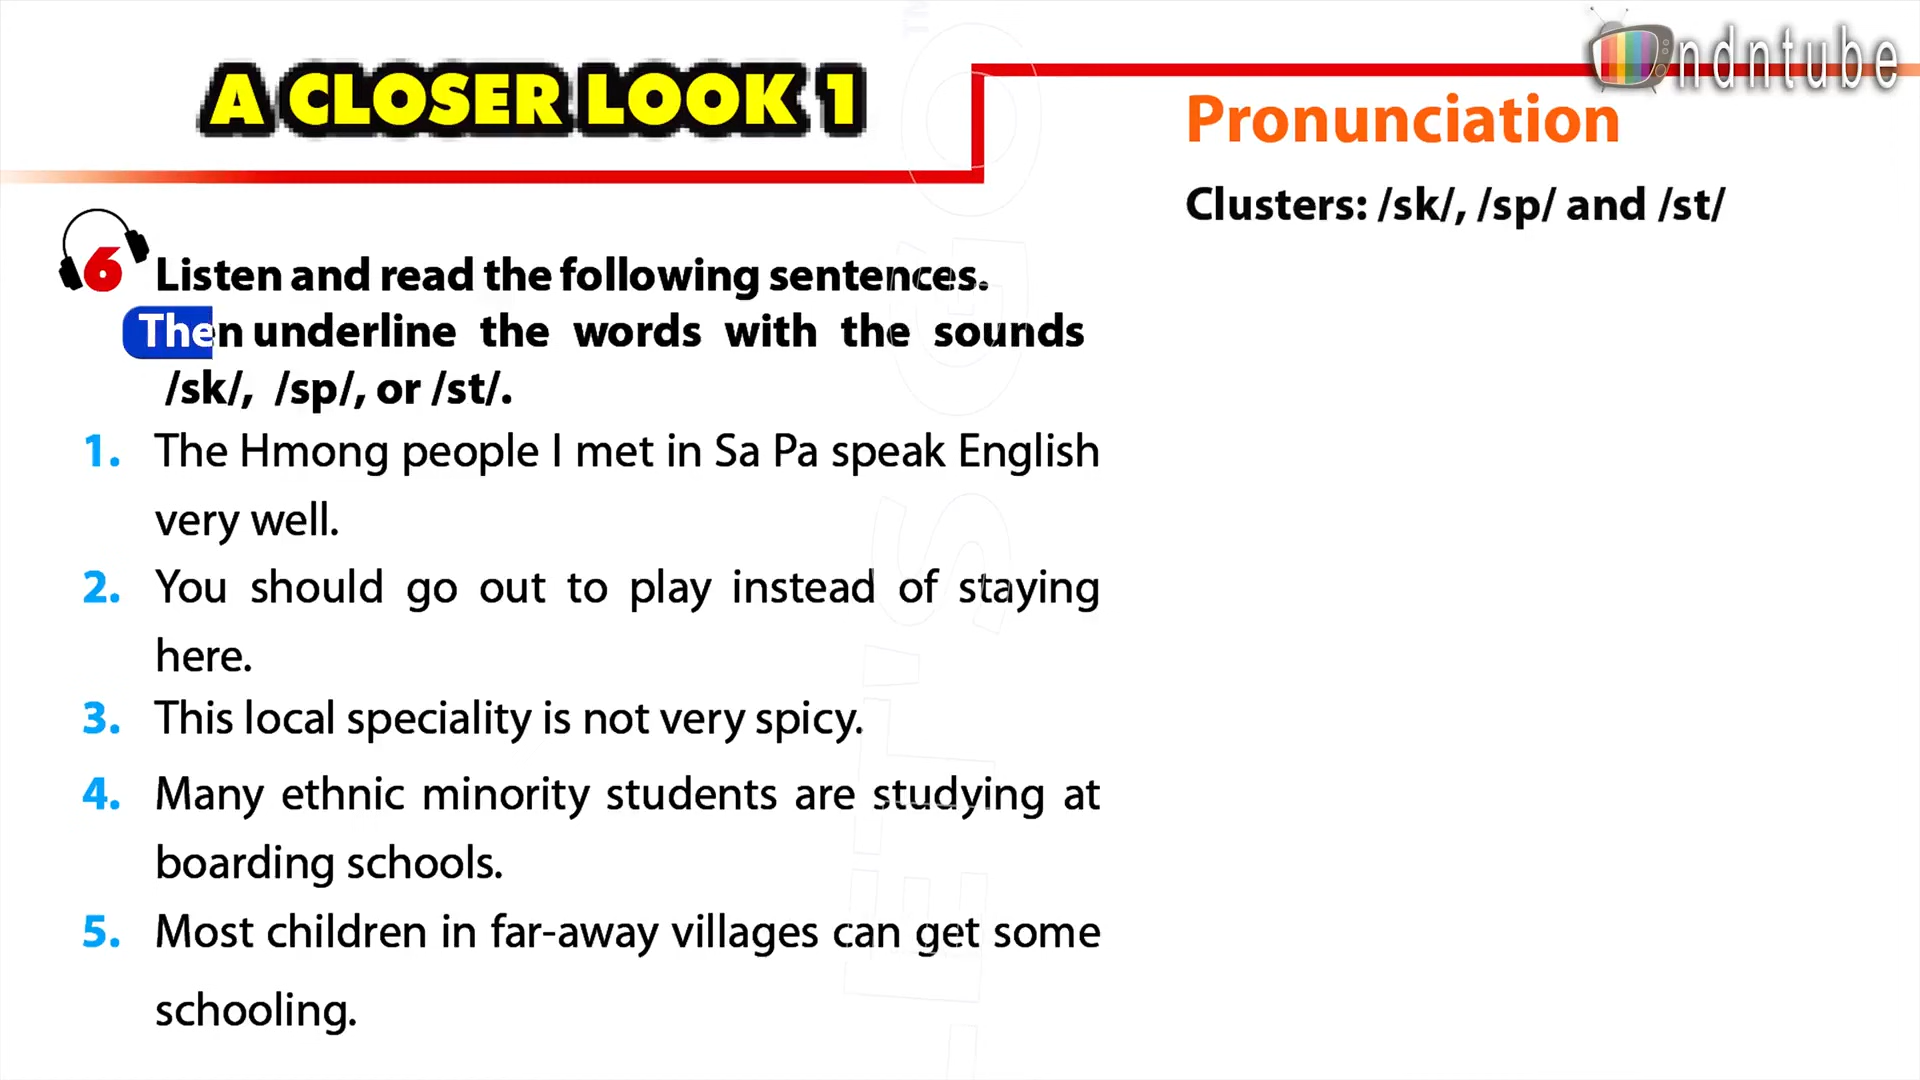 ndntube
A CLOSER LOOK 1
Pronunciation
Clusters: /sk/, /sp/ and /st/
6 Listen and read the following sentences.
Then underline the words with the sounds
/sk/, /sp/, or /st/.
1. The Hmong people I met in Sa Pa speak English
very well.
2. You should go out to play instead of staying
here.
3. This local speciality is not very spicy.
4. Many ethnic minority students are studying at
boarding schools.
5. Most children in far-away villages can get some
schooling.
LET'S GO
TM